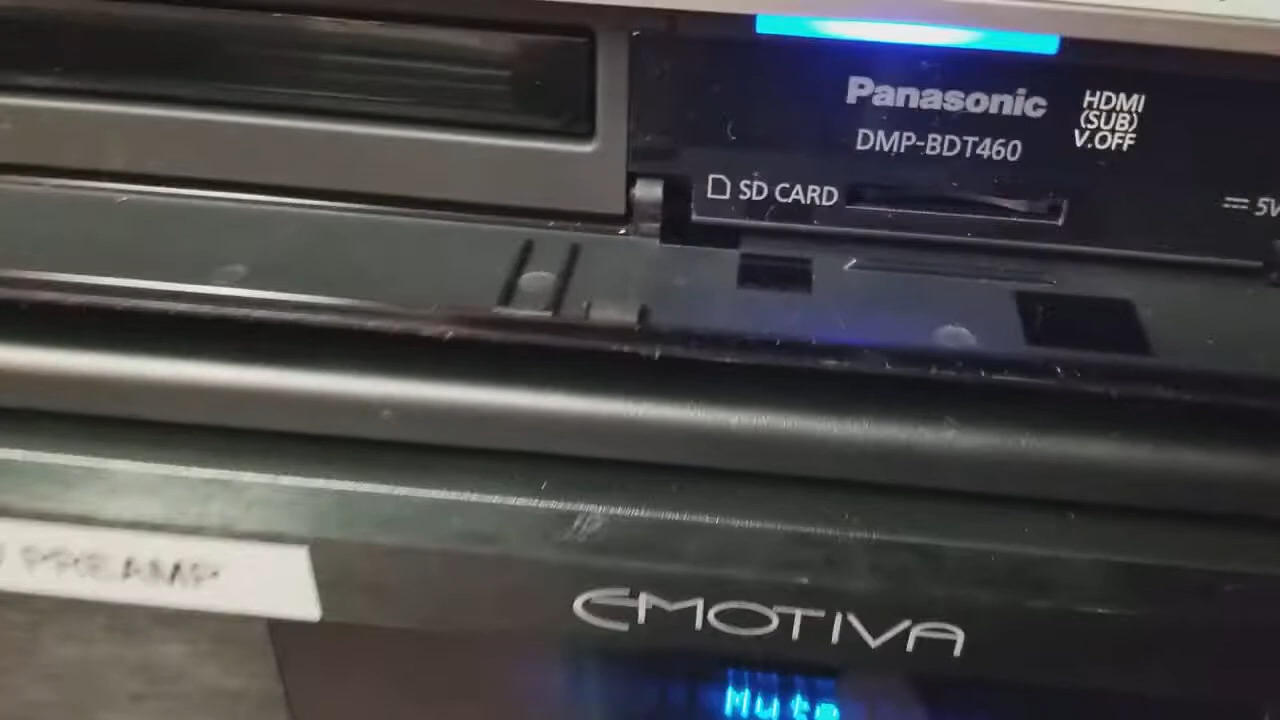 Panasonic
HDMI
(SUB)
V.OFF
DMP-BDT460
SD CARD
5V
PREAMP
EMOTIVA
Mute